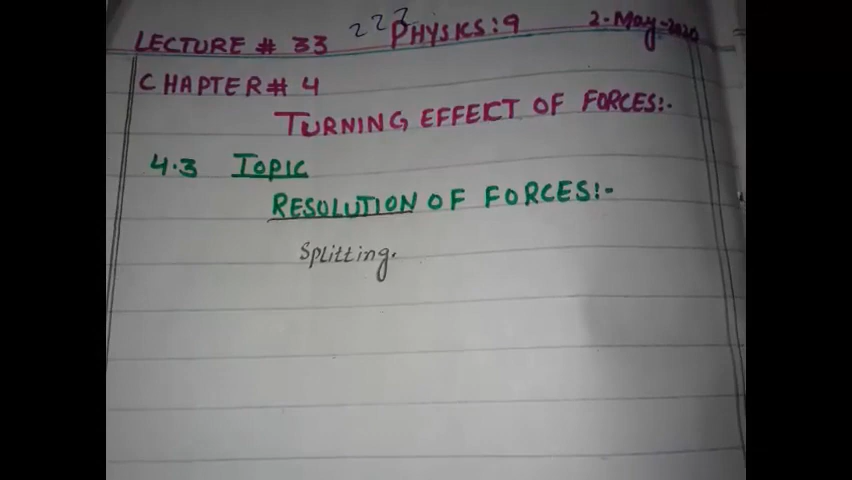 LECTURE # 33 222 PHYSICS:9 2-May-2020
CHAPTER# 4
TURNING EFFECT OF FORCES:-
4.3 TOPIC
RESOLUTION OF FORCES:-
Splitting.